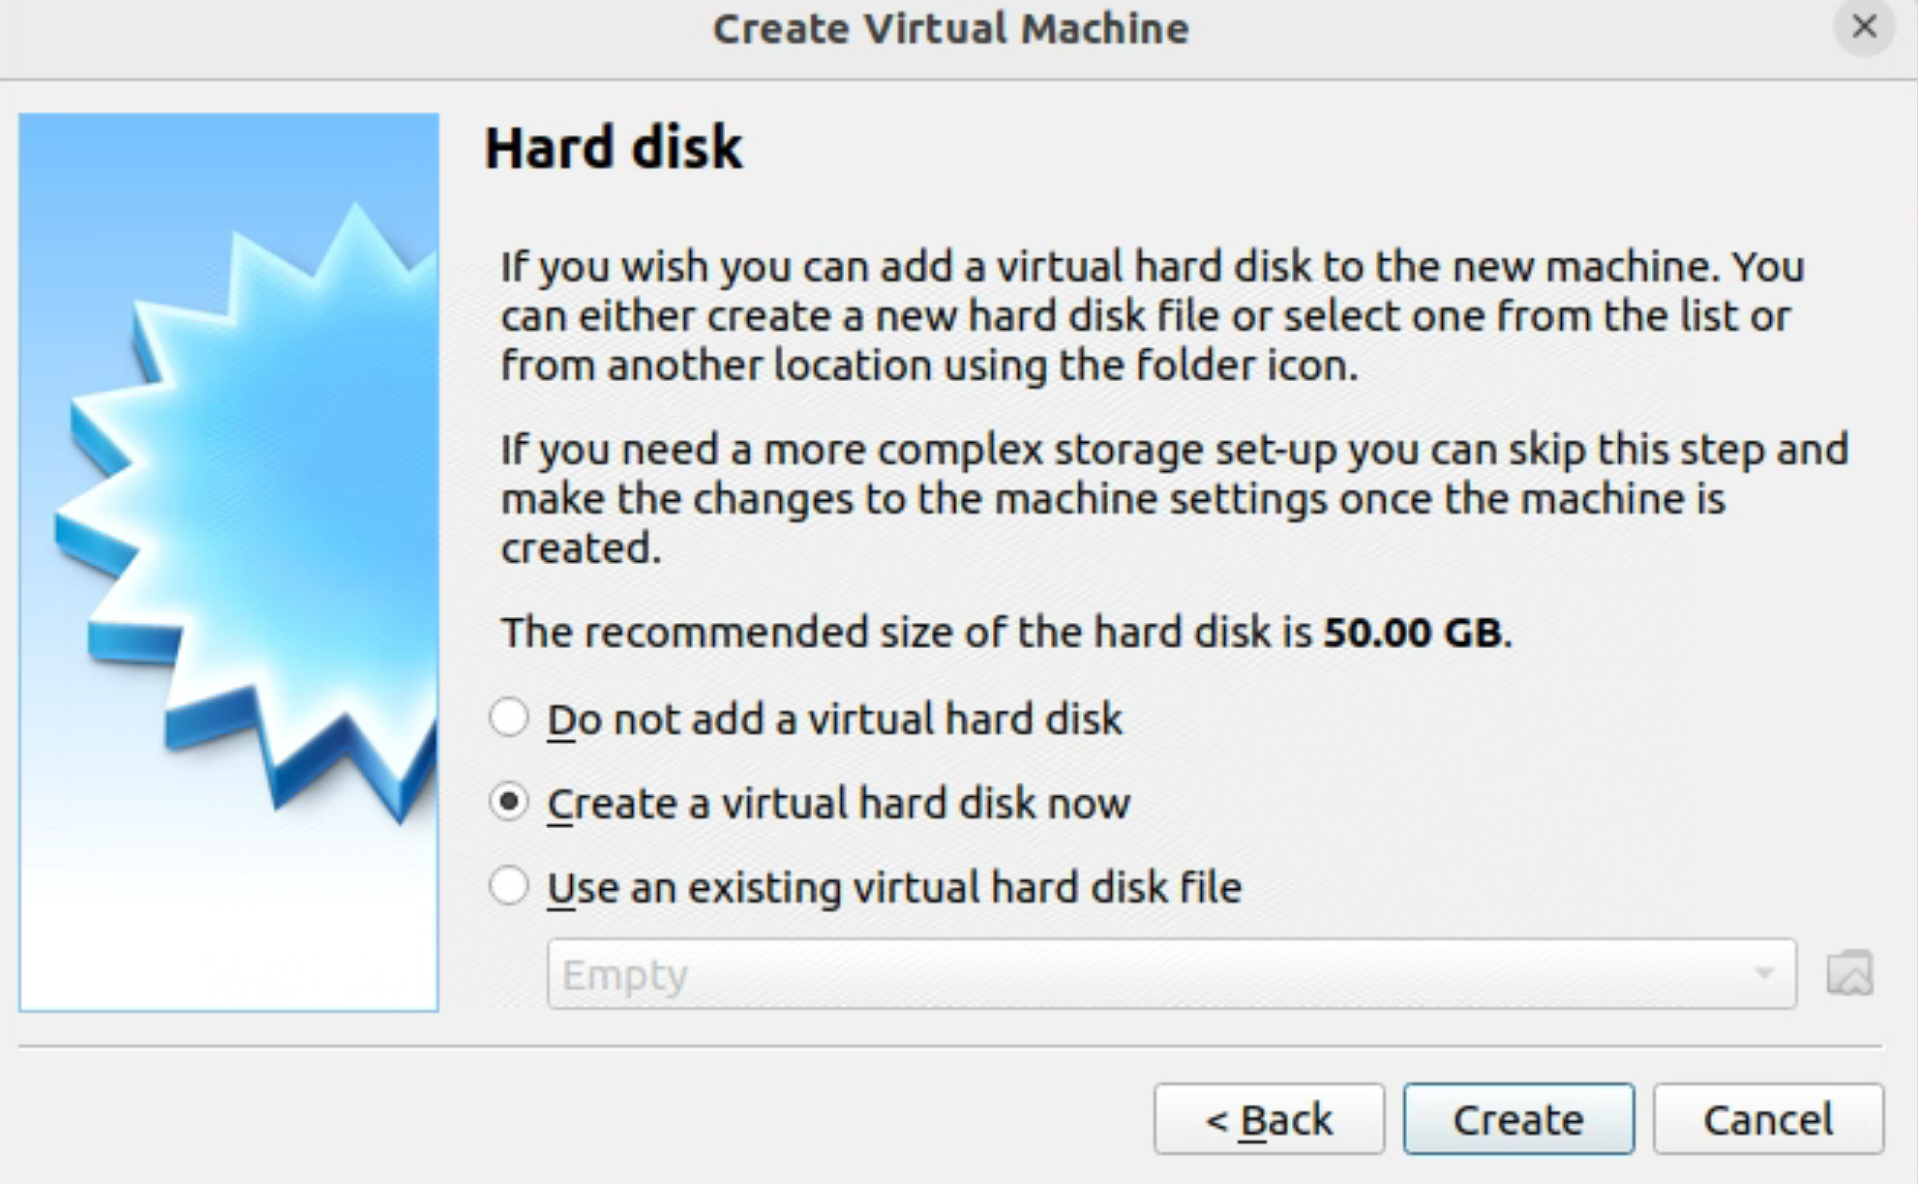 Create Virtual Machine
Hard disk
If you wish you can add a virtual hard disk to the new machine. You
can either create a new hard disk file or select one from the list or
from another location using the folder icon.
If you need a more complex storage set-up you can skip this step and
make the changes to the machine settings once the machine is
created.
The recommended size of the hard disk is 50.00 GB.
Do not add a virtual hard disk
Create a virtual hard disk now
Use an existing virtual hard disk file
Empty
< Back
Create
Cancel